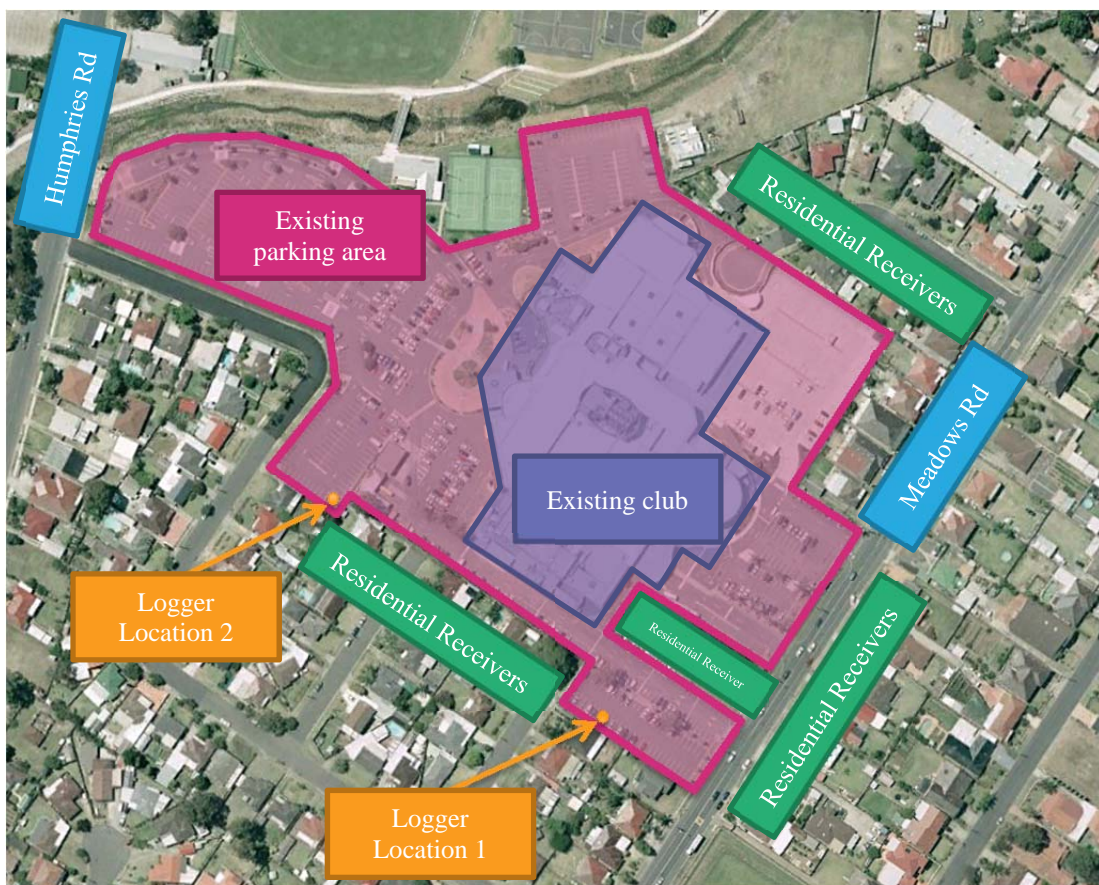 Humphries Rd
Existing
parking area
Residential Receivers
Meadows Rd
Existing club
Logger
Location 2
Residential Receivers
Residential Receiver
Residential Receivers
Logger
Location 1